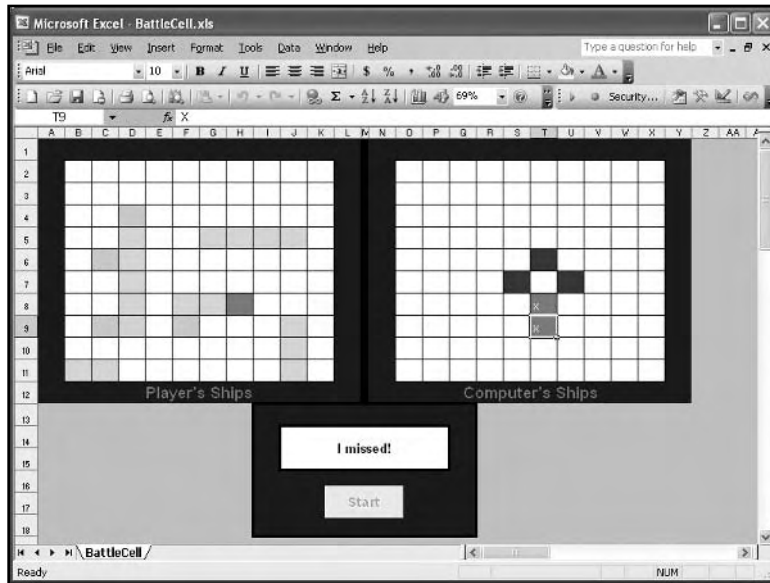 Microsoft Excel - BattleCell.xls
File Edit View Insert Format Tools Data Window Help Type a question for help
Arial 10 B I U $ % ,
Σ 69% Security...
T9 fx X
A B C D E F G H I J K L M N O P Q R S T U V W X Y Z AA
1
2
3
4
5
6
7
8 X
9 X
10
11
12 Player's Ships Computer's Ships
13
14 I missed!
15
16 Start
17
18
BattleCell
Ready NUM